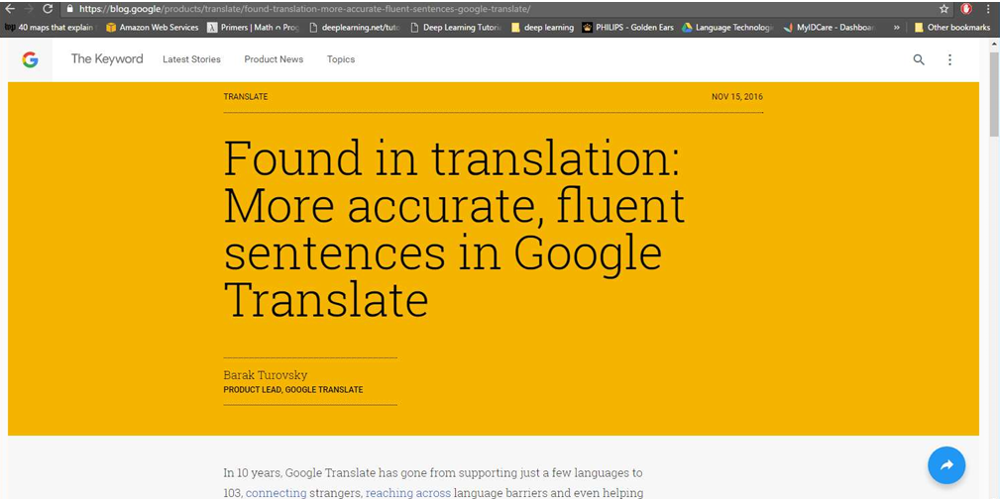 https://blog.google/products/translate/found-translation-more-accurate-fluent-sentences-google-translate/
40 maps that explain Amazon Web Services Primers | Math n Prog deeplearning.net/tuto Deep Learning Tutoria deep learning PHILIPS - Golden Ears Language Technolog MyIDCare - Dashboar » Other bookmarks
The Keyword Latest Stories Product News Topics
TRANSLATE NOV 15, 2016
Found in translation:
More accurate, fluent
sentences in Google
Translate
Barak Turovsky
PRODUCT LEAD, GOOGLE TRANSLATE
In 10 years, Google Translate has gone from supporting just a few languages to
103, connecting strangers, reaching across language barriers and even helping